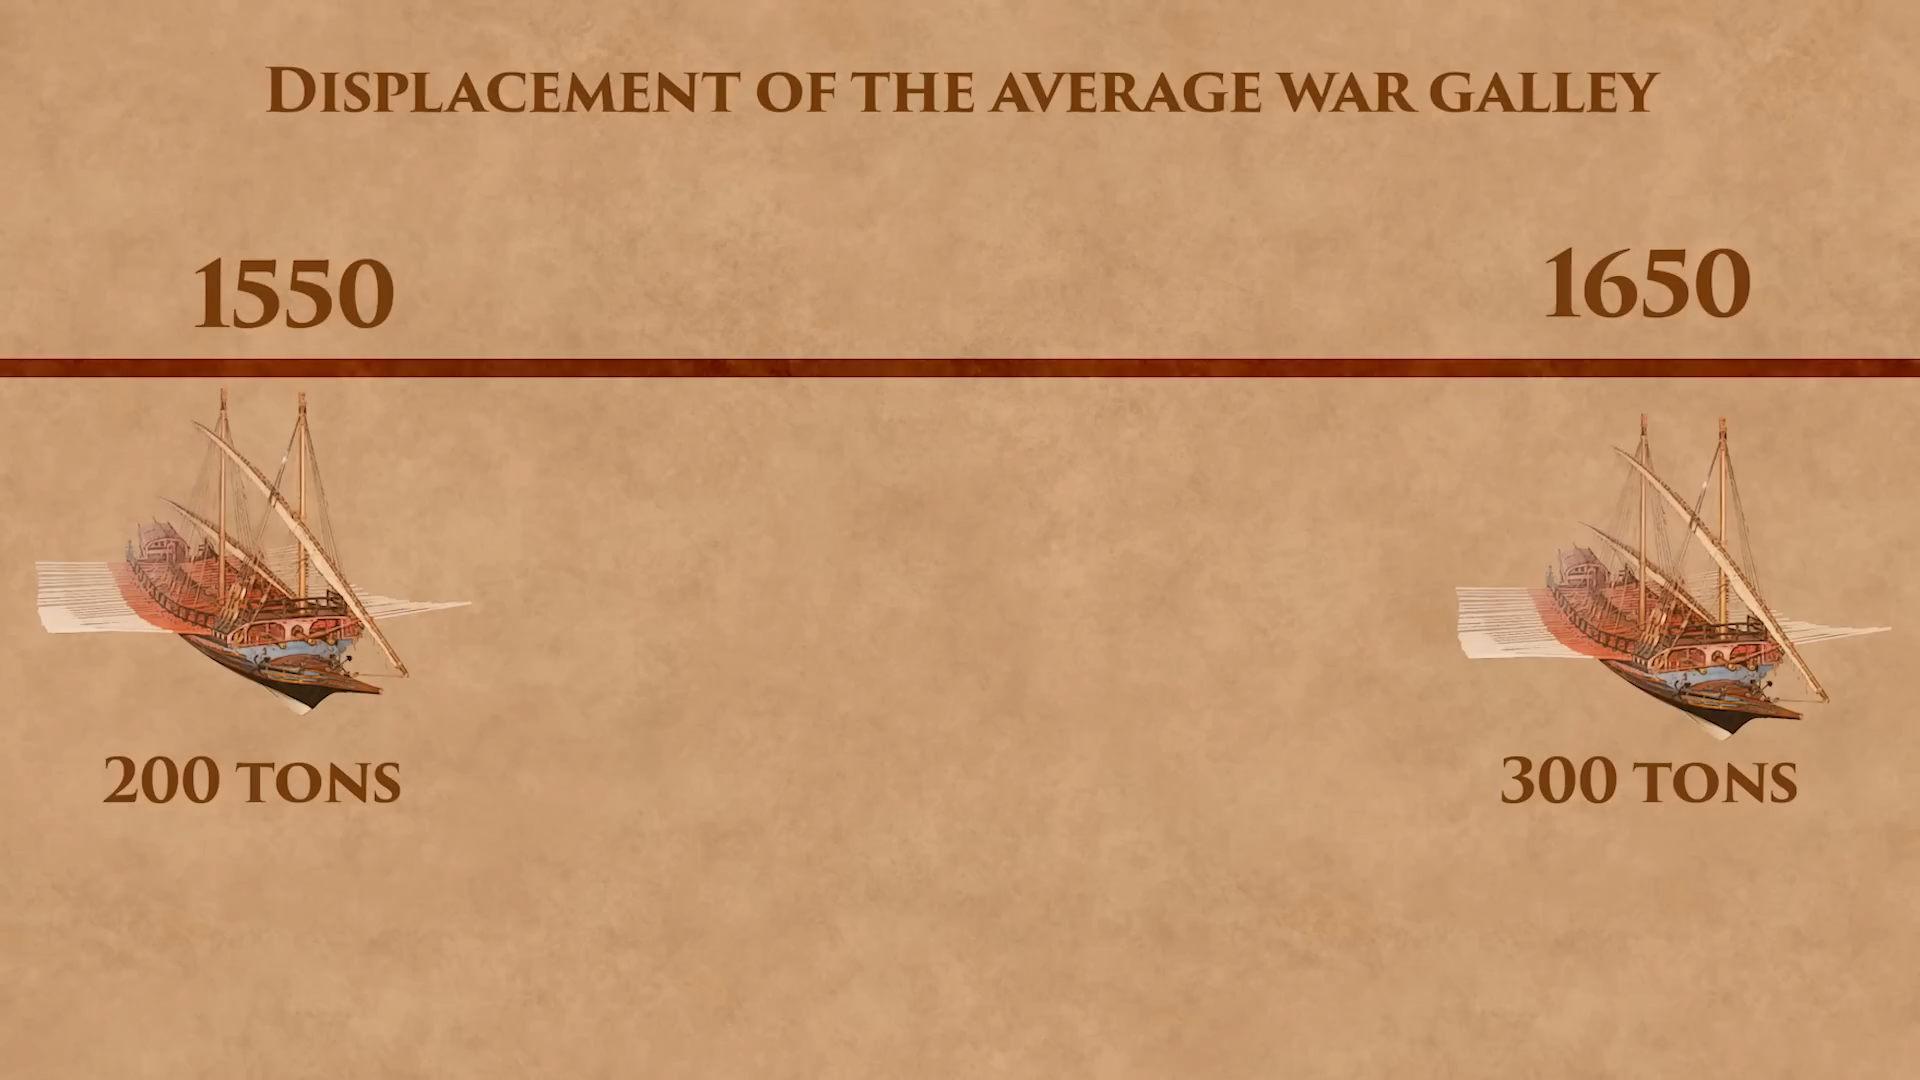 Displacement of the average war galley
1550
1650
200 tons
300 tons